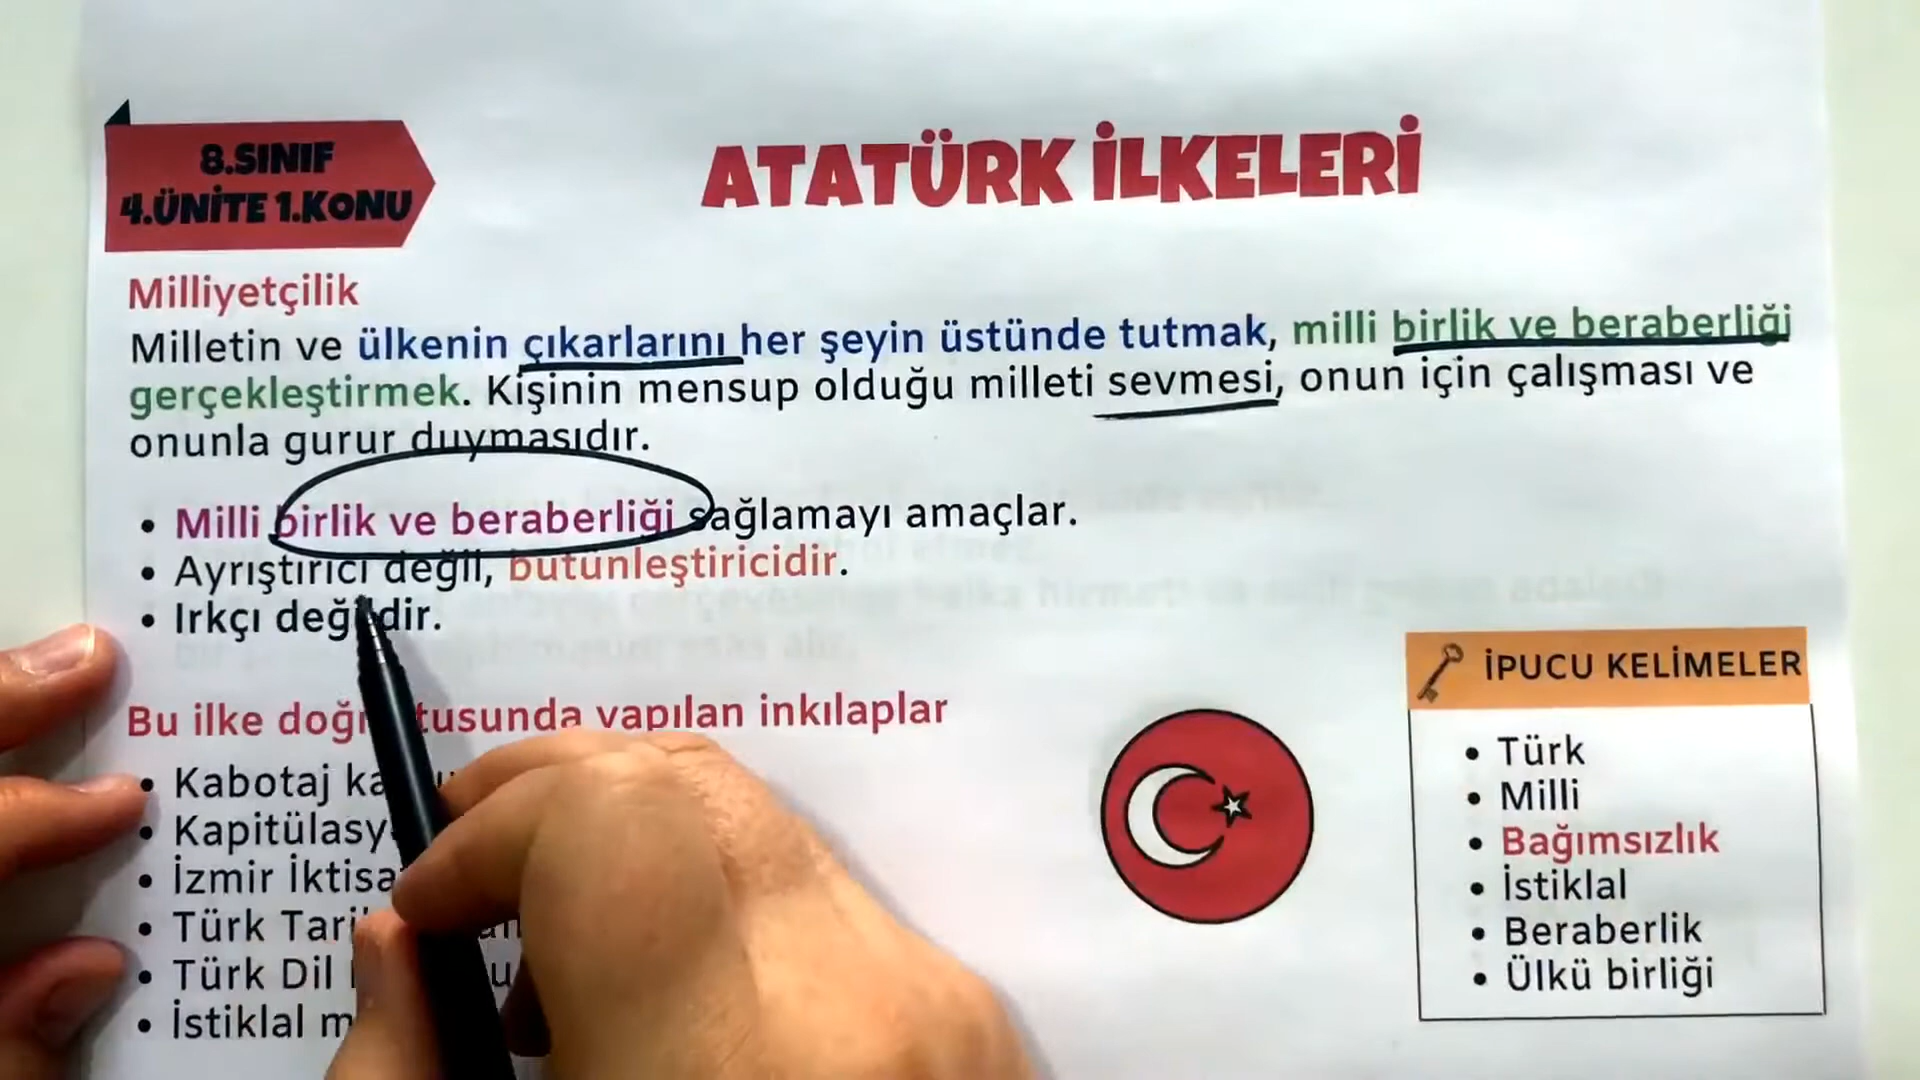 8.SINIF
4.ÜNİTE 1.KONU
ATATÜRK İLKELERİ
Milliyetçilik
Milletin ve ülkenin çıkarlarını her şeyin üstünde tutmak, milli birlik ve beraberliği
gerçekleştirmek. Kişinin mensup olduğu milleti sevmesi, onun için çalışması ve
onunla gurur duymasıdır.
• Milli birlik ve beraberliği sağlamayı amaçlar.
• Ayrıştırıcı değil, bütünleştiricidir.
• Irkçı değildir.
Bu ilke doğrultusunda yapılan inkılaplar
• Kabotaj
•
• İzmir
• Türk
• Türk Dil
• İstiklal
İPUCU KELİMELER
• Türk
• Milli
• Bağımsızlık
• İstiklal
• Beraberlik
• Ülkü birliği